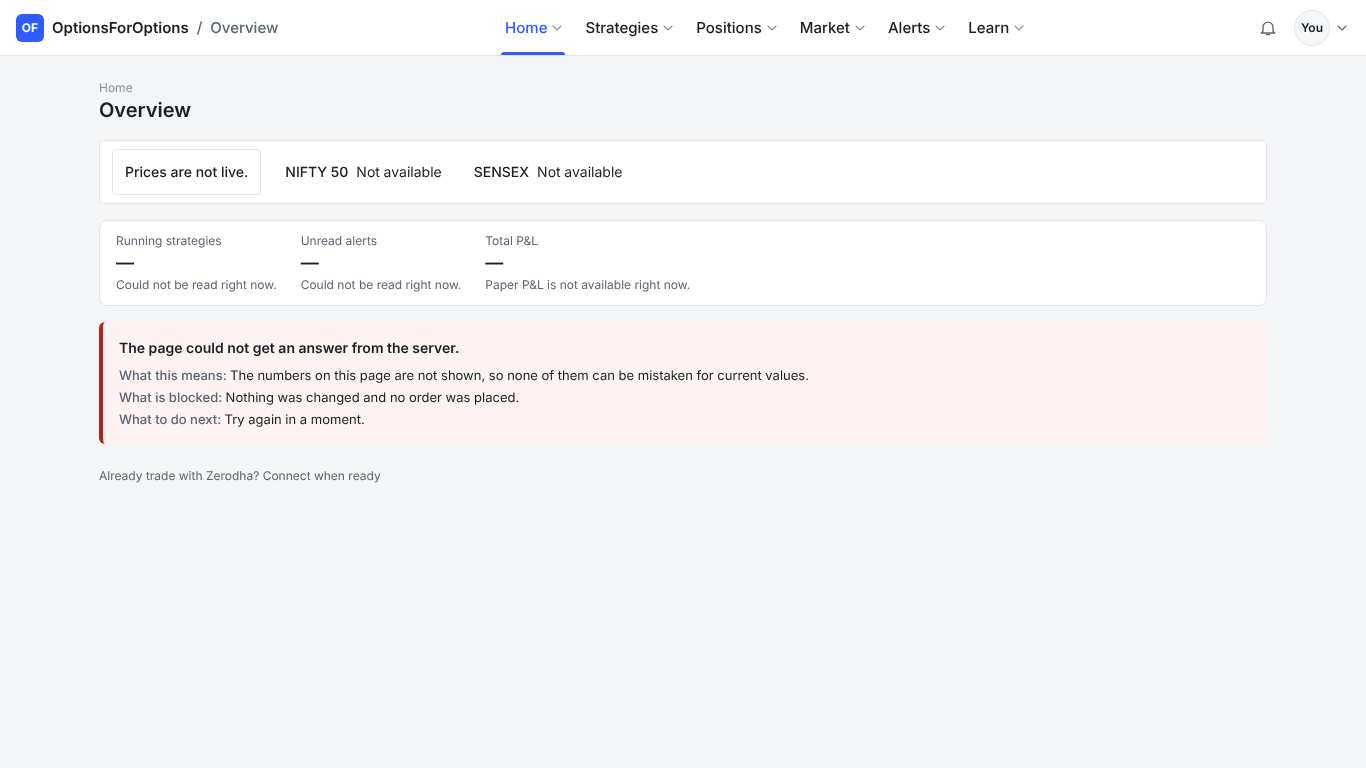 OF OptionsForOptions / Overview Home Strategies Positions Market Alerts Learn You
Home
Overview
Prices are not live. NIFTY 50 Not available SENSEX Not available
Running strategies Unread alerts Total P&L
— — —
Could not be read right now. Could not be read right now. Paper P&L is not available right now.
The page could not get an answer from the server.
What this means: The numbers on this page are not shown, so none of them can be mistaken for current values.
What is blocked: Nothing was changed and no order was placed.
What to do next: Try again in a moment.
Already trade with Zerodha? Connect when ready